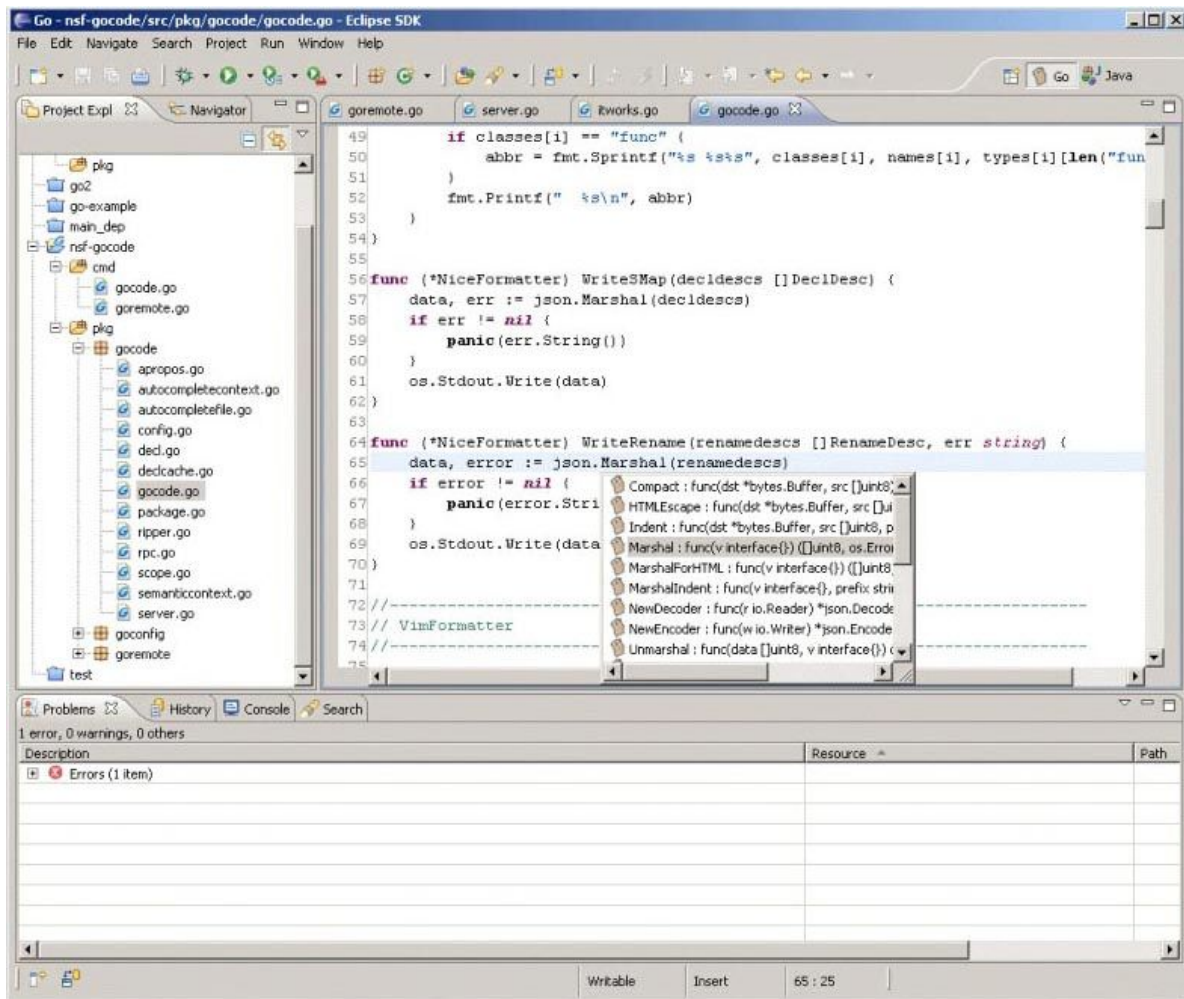 Go - nsf-gocode/src/pkg/gocode/gocode.go - Eclipse SDK
File Edit Navigate Search Project Run Window Help
Go Java
Project Expl Navigator
goremote.go server.go itworks.go gocode.go
pkg
go2
go-example
main_dep
nsf-gocode
cmd
gocode.go
goremote.go
pkg
gocode
apropos.go
autocompletecontext.go
autocompletefile.go
config.go
decl.go
declcache.go
gocode.go
package.go
ripper.go
rpc.go
scope.go
semanticcontext.go
server.go
goconfig
goremote
test
49 if classes[i] == "func" {
50 abbr = fmt.Sprintf("%s %s%s", classes[i], names[i], types[i][len("fun
51 }
52 fmt.Printf("  %s\n", abbr)
53 }
54 }
55
56 func (*NiceFormatter) WriteSMap(decldescs []DeclDesc) {
57 data, err := json.Marshal(decldescs)
58 if err != nil {
59 panic(err.String())
60 }
61 os.Stdout.Write(data)
62 }
63
64 func (*NiceFormatter) WriteRename(renamedescs []RenameDesc, err string) {
65 data, error := json.Marshal(renamedescs)
66 if error != nil {
67 panic(error.Stri
68 }
69 os.Stdout.Write(data
70 }
71
72 //----------------------------------------------------------------------
73 // VimFormatter
74 //----------------------------------------------------------------------
75
Compact : func(dst *bytes.Buffer, src []uint8)
HTMLEscape : func(dst *bytes.Buffer, src []ui
Indent : func(dst *bytes.Buffer, src []uint8, p
Marshal : func(v interface{}) ([]uint8, os.Error
MarshalForHTML : func(v interface{}) ([]uint8,
MarshalIndent : func(v interface{}, prefix strin
NewDecoder : func(r io.Reader) *json.Decode
NewEncoder : func(w io.Writer) *json.Encode
Unmarshal : func(data []uint8, v interface{}) o
Problems History Console Search
1 error, 0 warnings, 0 others
Description Resource Path
Errors (1 item)
Writable Insert 65 : 25